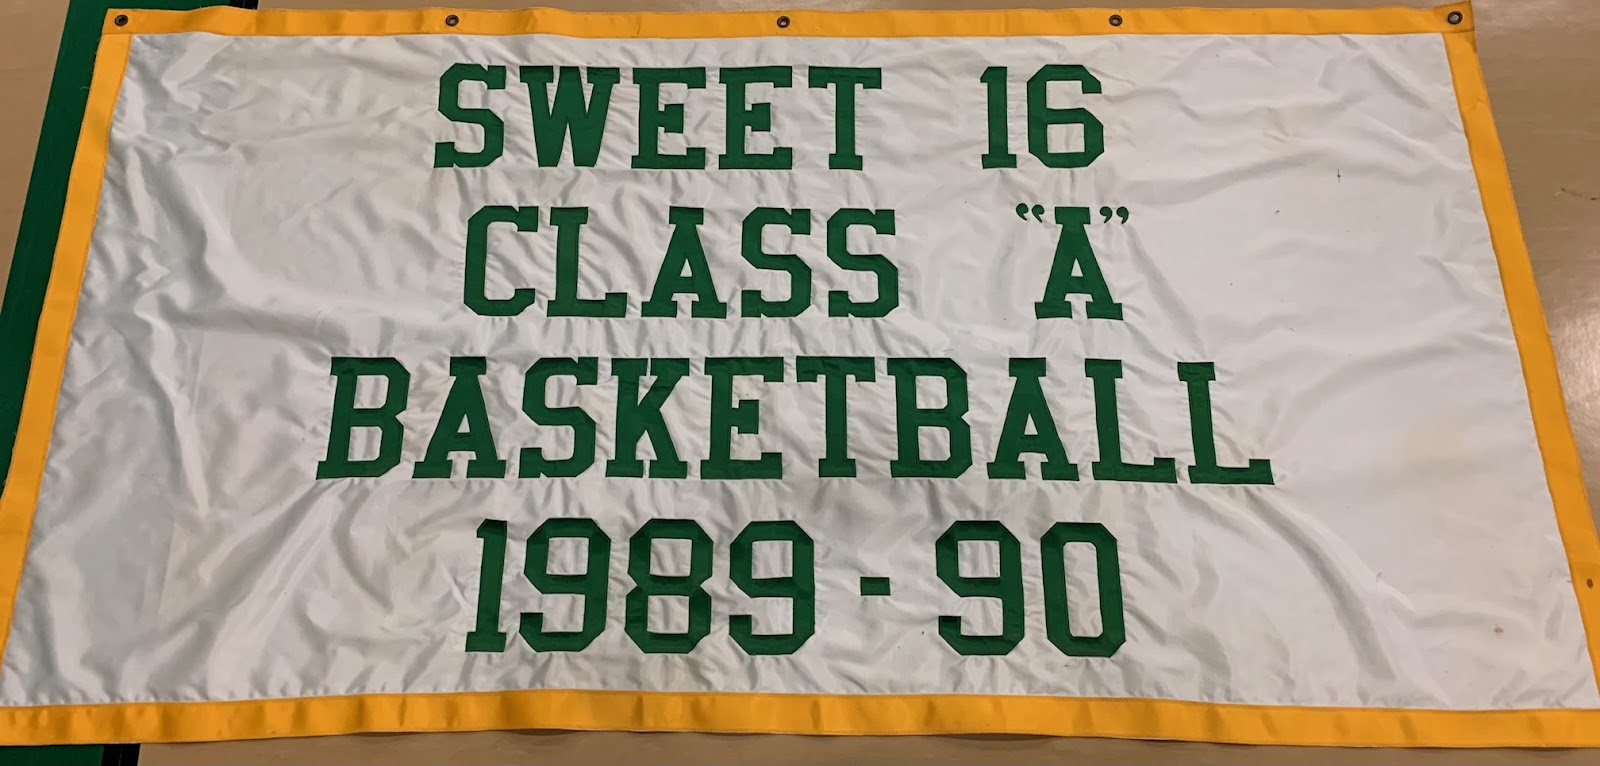 SWEET 16
CLASS “A”
BASKETBALL
1989-90